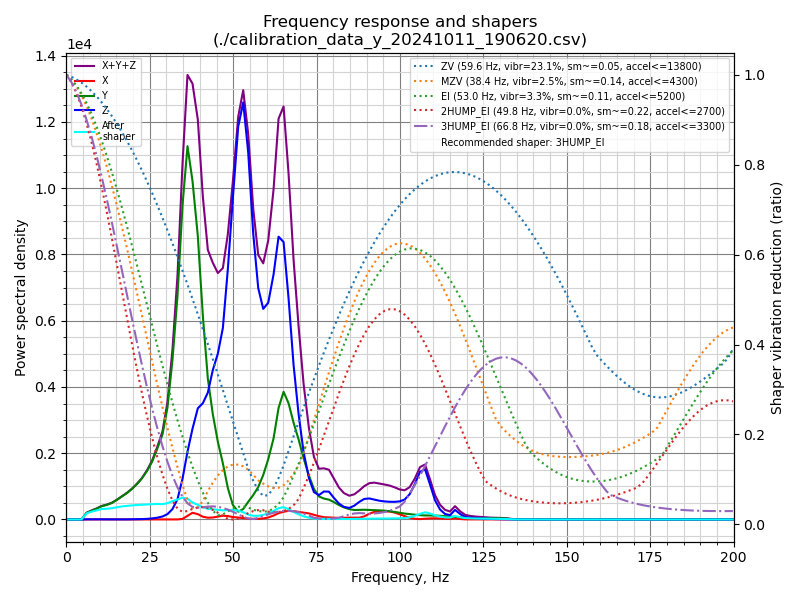 Frequency response and shapers
(./calibration_data_y_20241011_190620.csv)
1e4
X+Y+Z
X
Y
Z
After
shaper
ZV (59.6 Hz, vibr=23.1%, sm~=0.05, accel<=13800)
MZV (38.4 Hz, vibr=2.5%, sm~=0.14, accel<=4300)
EI (53.0 Hz, vibr=3.3%, sm~=0.11, accel<=5200)
2HUMP_EI (49.8 Hz, vibr=0.0%, sm~=0.22, accel<=2700)
3HUMP_EI (66.8 Hz, vibr=0.0%, sm~=0.18, accel<=3300)
Recommended shaper: 3HUMP_EI
Power spectral density
1.4
1.2
1.0
0.8
0.6
0.4
0.2
0.0
1.0
0.8
0.6
0.4
0.2
0.0
Shaper vibration reduction (ratio)
0 25 50 75 100 125 150 175 200
Frequency, Hz